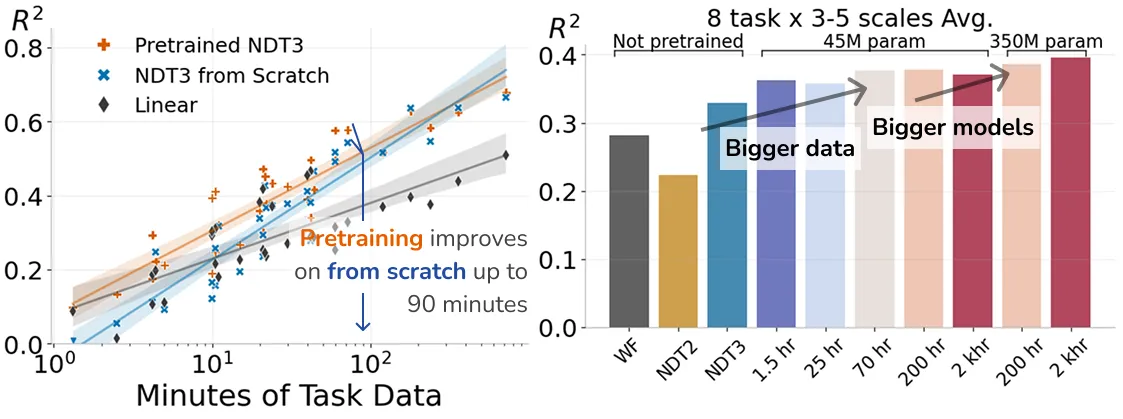 R²
0.8
0.6
0.4
0.2
0.0
10⁰
10¹
10²
Minutes of Task Data
Pretrained NDT3
NDT3 from Scratch
Linear
Pretraining improves
on from scratch up to
90 minutes
R²
8 task x 3-5 scales Avg.
Not pretrained
45M param
350M param
0.4
0.3
0.2
0.1
0.0
Bigger data
Bigger models
WF
NDT2
NDT3
1.5 hr
25 hr
70 hr
200 hr
2 khr
200 hr
2 khr